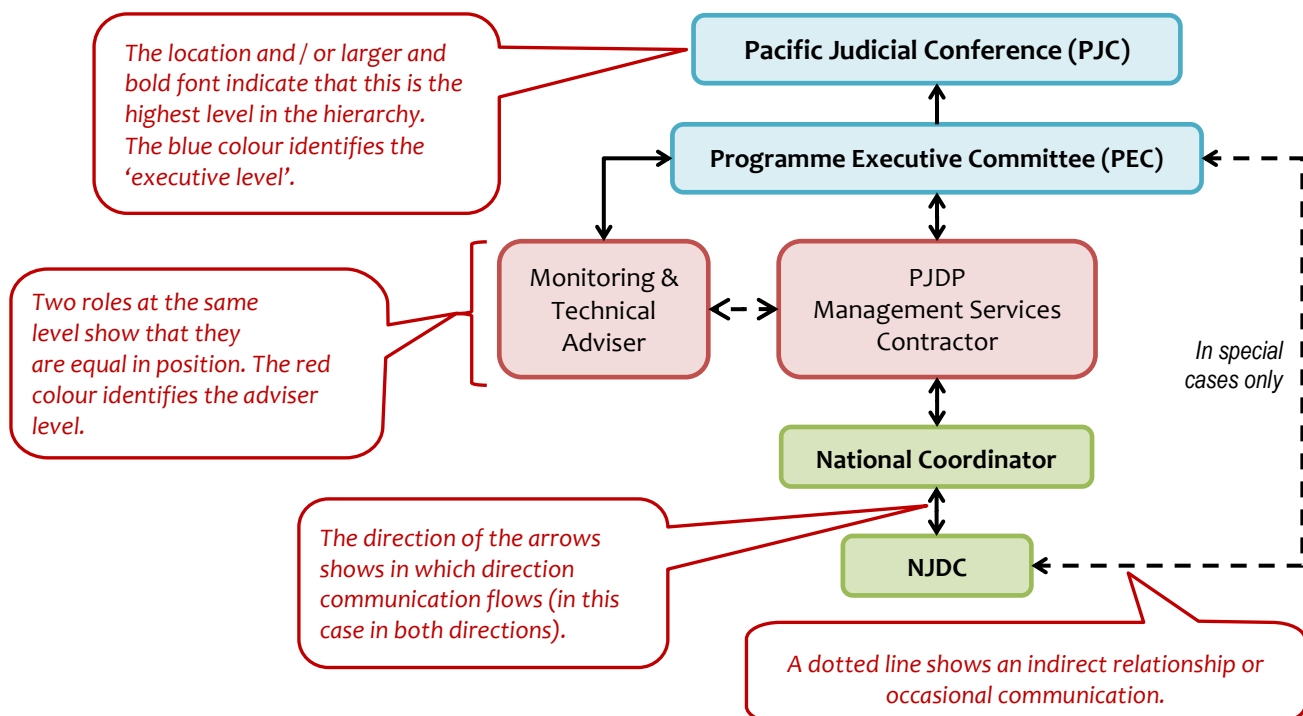 The location and / or larger and
bold font indicate that this is the
highest level in the hierarchy.
The blue colour identifies the
‘executive level’.
Pacific Judicial Conference (PJC)
Programme Executive Committee (PEC)
Monitoring &
Technical
Adviser
PJDP
Management Services
Contractor
In special
cases only
Two roles at the same
level show that they
are equal in position. The red
colour identifies the adviser
level.
National Coordinator
The direction of the arrows
shows in which direction
communication flows (in this
case in both directions).
NJDC
A dotted line shows an indirect relationship or
occasional communication.